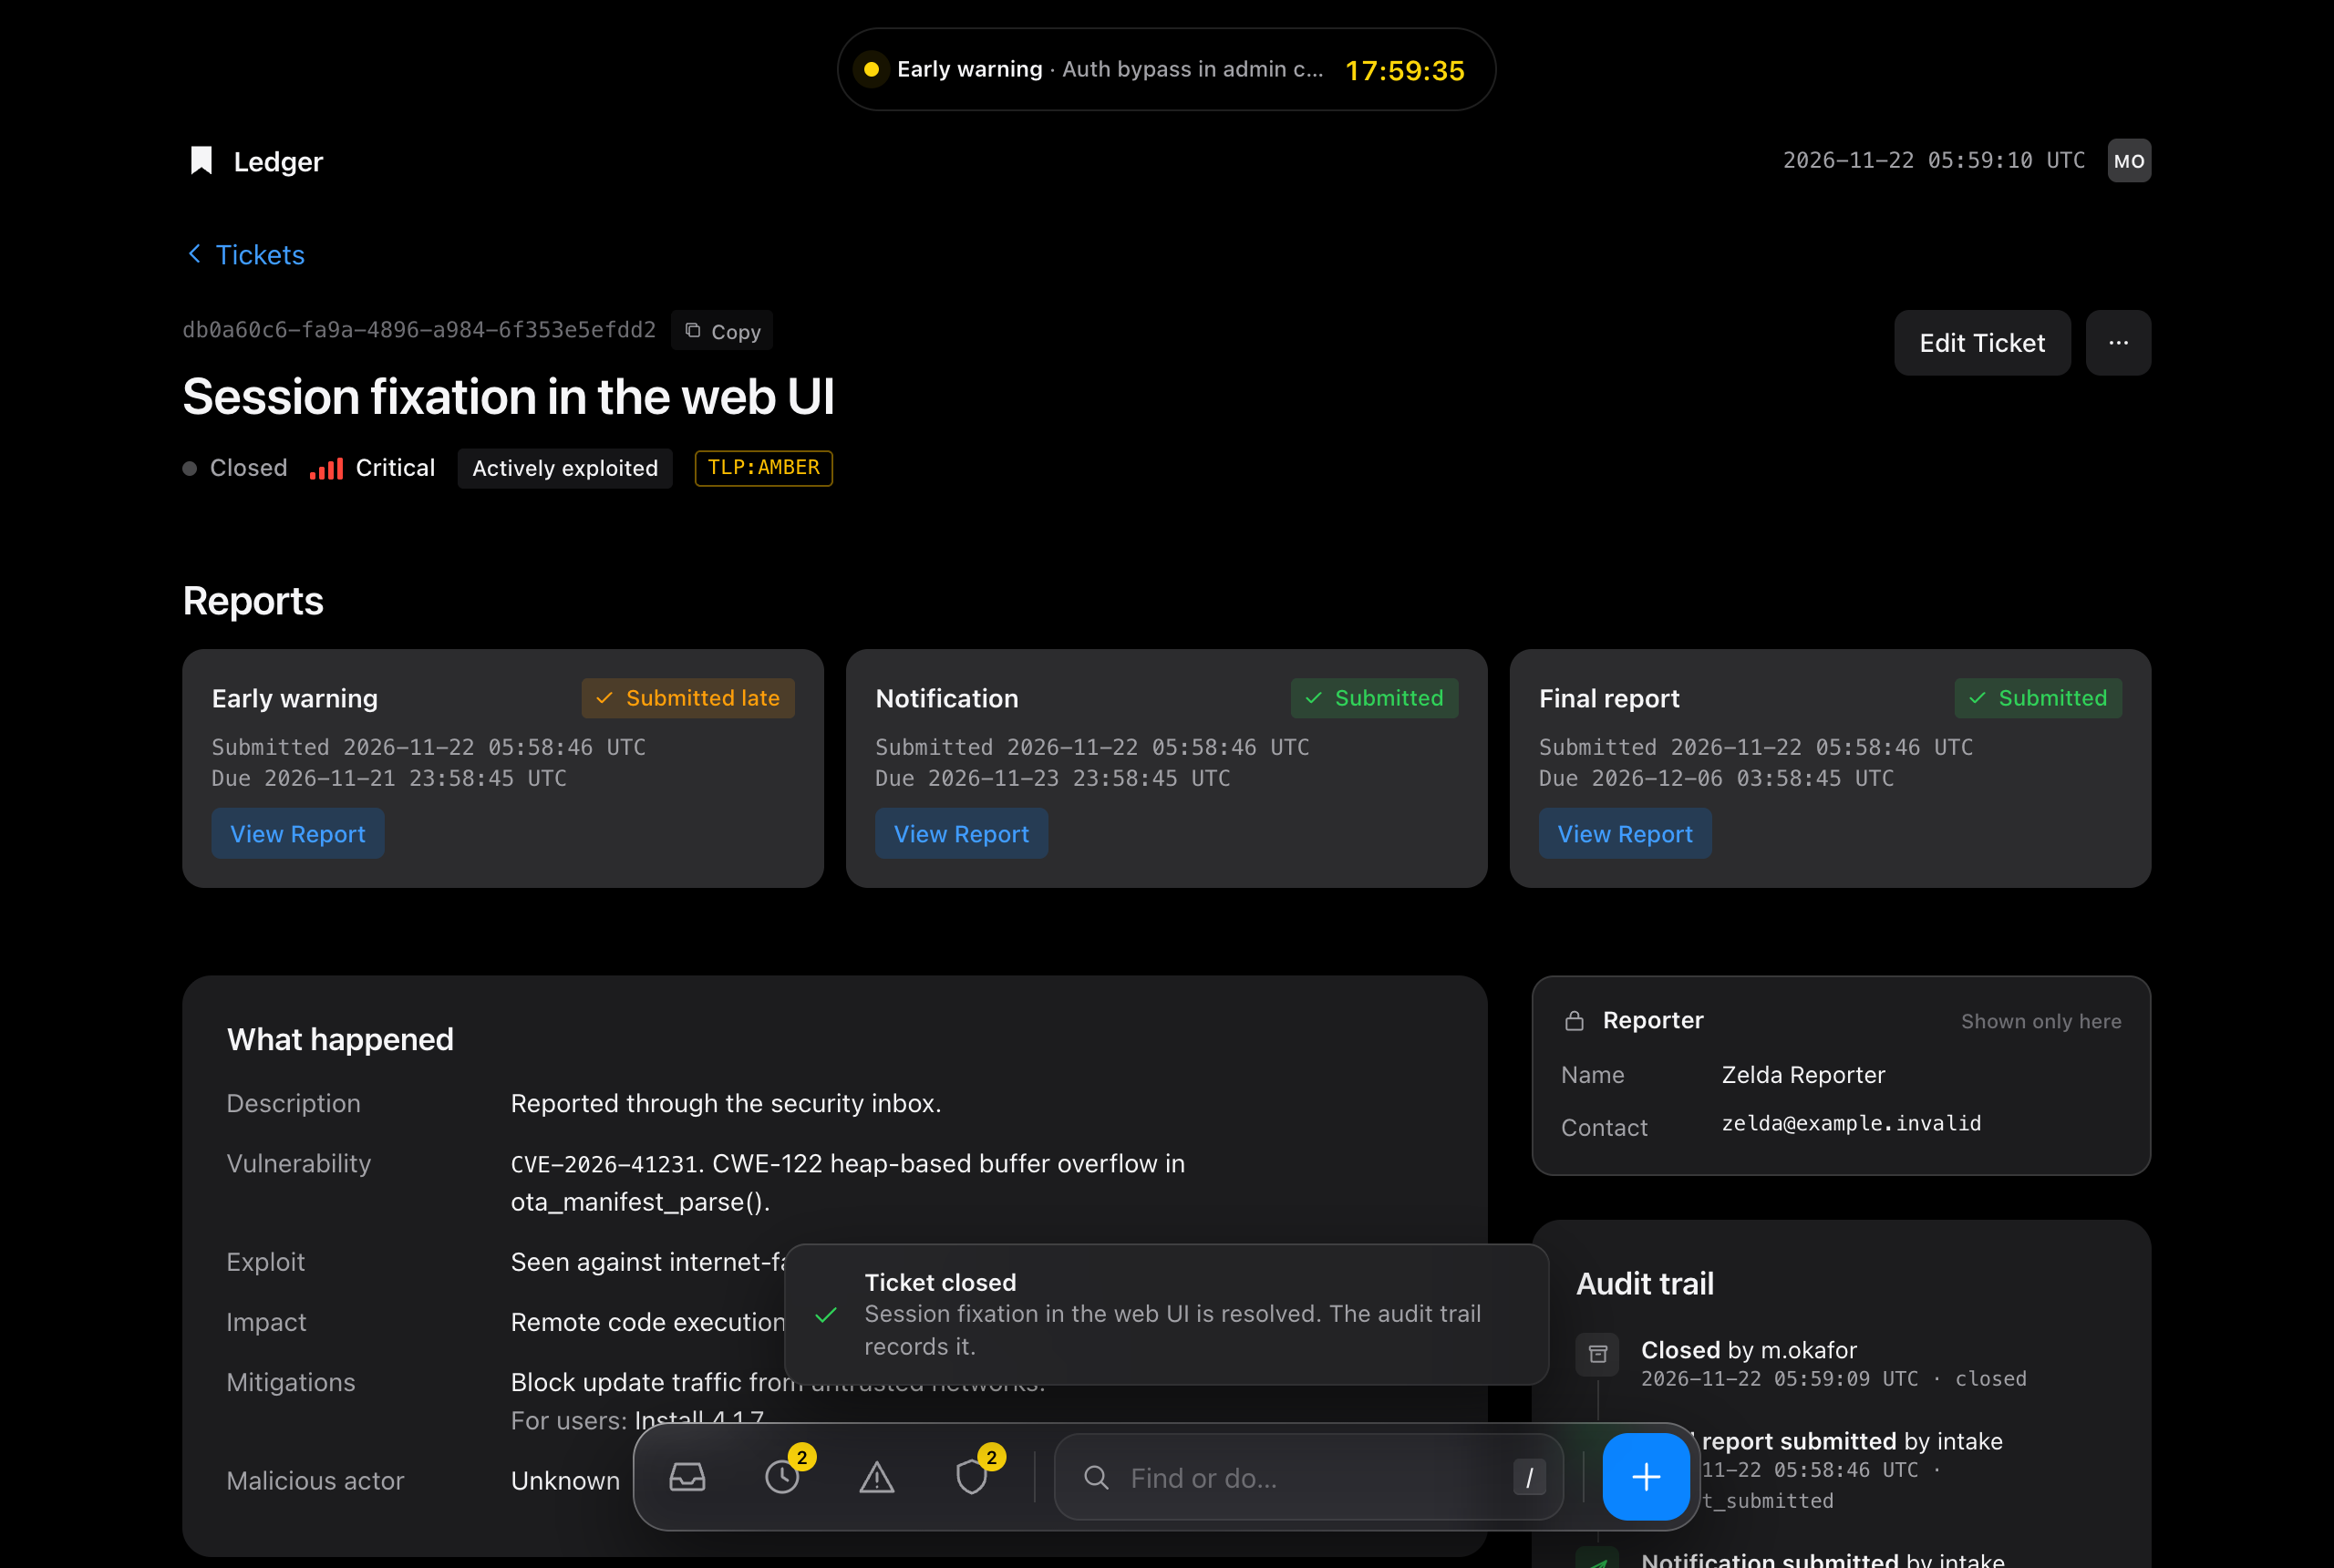 Early warning · Auth bypass in admin c... 17:59:35
Ledger
2026-11-22 05:59:10 UTC MO
Tickets
db0a60c6-fa9a-4896-a984-6f353e5efdd2 Copy
Edit Ticket ...
Session fixation in the web UI
Closed Critical Actively exploited TLP:AMBER
Reports
Early warning Submitted late
Submitted 2026-11-22 05:58:46 UTC
Due 2026-11-21 23:58:45 UTC
View Report
Notification Submitted
Submitted 2026-11-22 05:58:46 UTC
Due 2026-11-23 23:58:45 UTC
View Report
Final report Submitted
Submitted 2026-11-22 05:58:46 UTC
Due 2026-12-06 03:58:45 UTC
View Report
What happened
Description Reported through the security inbox.
Vulnerability CVE-2026-41231. CWE-122 heap-based buffer overflow in
ota_manifest_parse().
Exploit Seen against
Impact Remote code execution
Mitigations Block update traffic from untrusted networks.
For users: Install 4.1.7
Malicious actor Unknown
Reporter Shown only here
Name Zelda Reporter
Contact zelda@example.invalid
Audit trail
Closed by m.okafor
2026-11-22 05:59:09 UTC · closed
report submitted by intake
11-22 05:58:46 UTC ·
t_submitted
Notification submitted by intake
Ticket closed
Session fixation in the web UI is resolved. The audit trail
records it.
2 2 Find or do... /